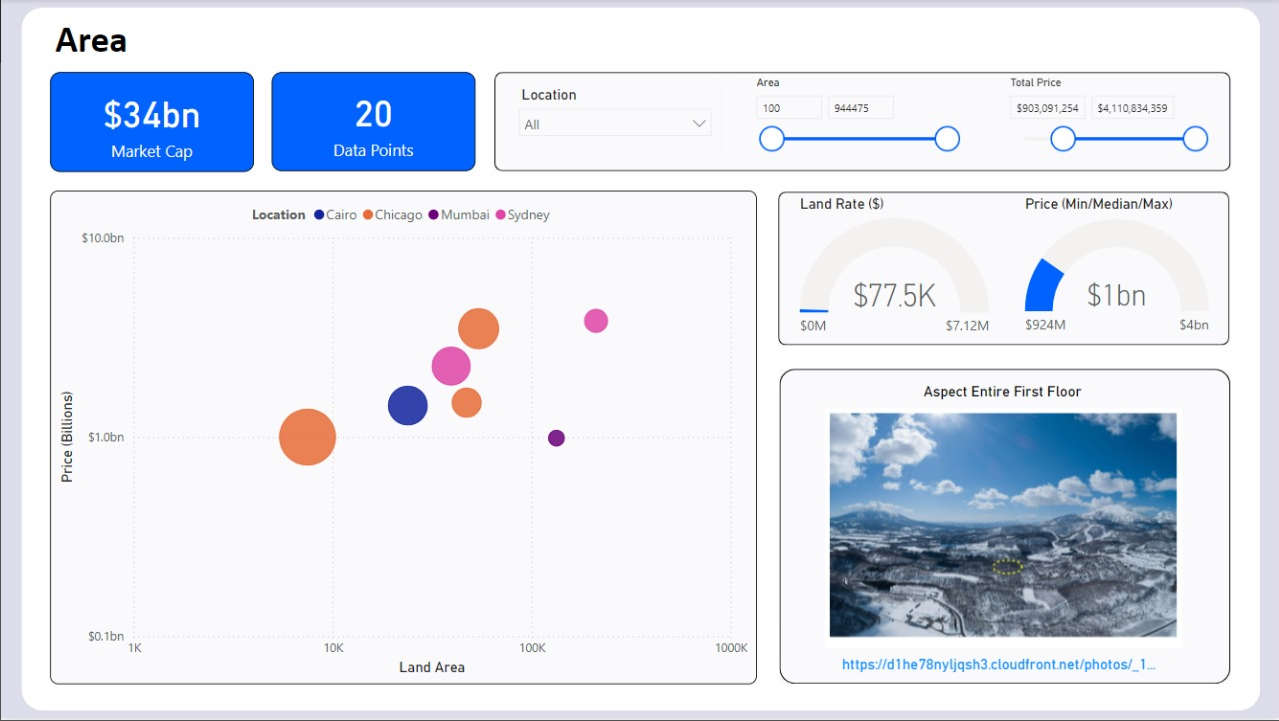 Area
$34bn
Market Cap
20
Data Points
Location
All
Area
100
944475
Total Price
$903,091,254
$4,110,834,359
Location Cairo Chicago Mumbai Sydney
$10.0bn
$1.0bn
$0.1bn
Price (Billions)
1K 10K 100K 1000K
Land Area
Land Rate ($)
$77.5K
$0M
$7.12M
Price (Min/Median/Max)
$1bn
$924M
$4bn
Aspect Entire First Floor
https://d1he78nyljqsh3.cloudfront.net/photos/_1...